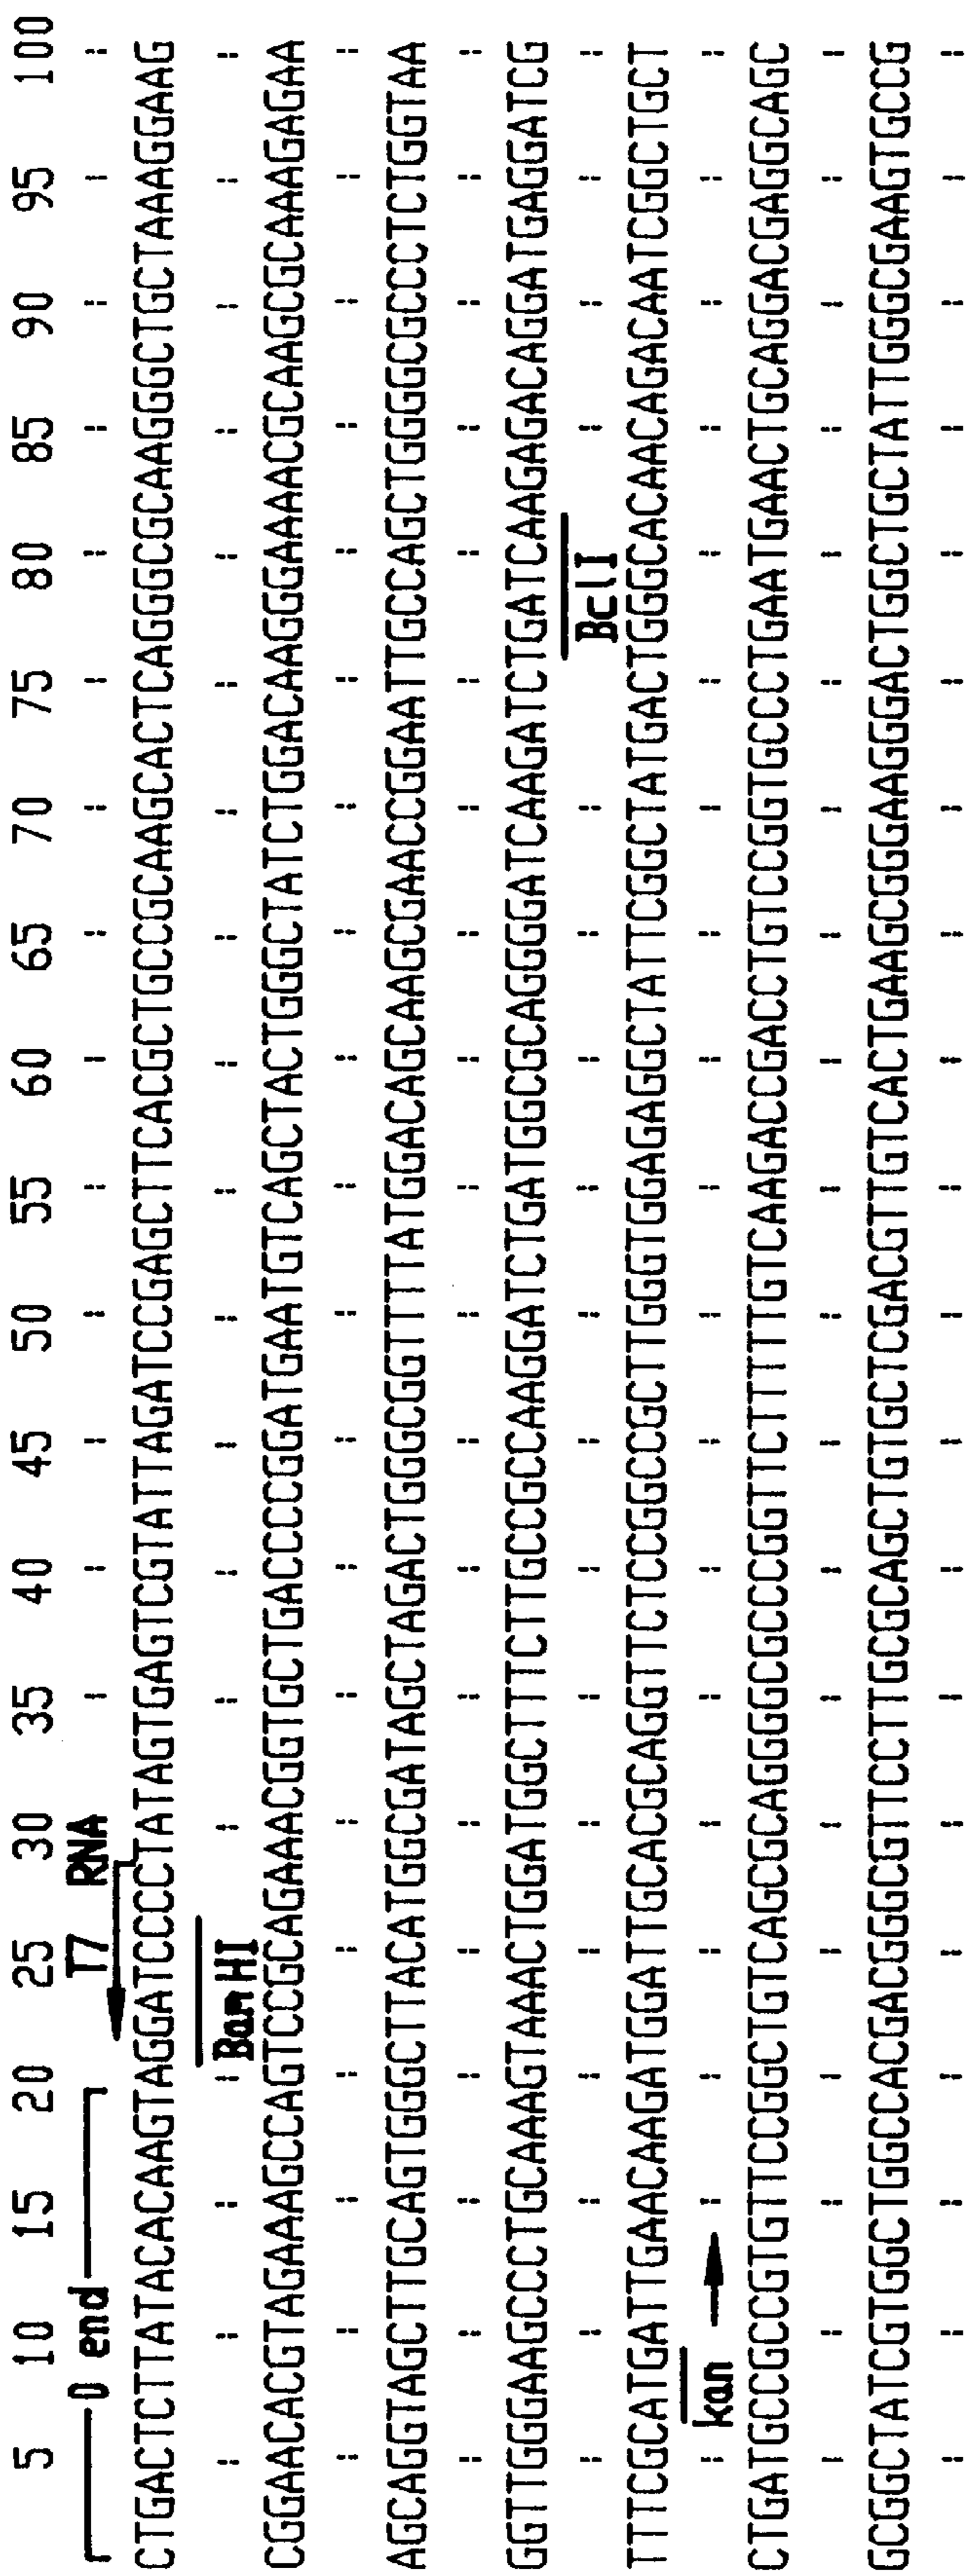 5 10 15 20 25 30 35 40 45 50 55 60 65 70 75 80 85 90 95 100
O end T7 RNA
CTGACTCTTATACACAAGTAGGATCCCCTATAGTGAGTCGTATTAGATCCGAGCTTCACGCTGCCGCAAGCACTCAGGGCGCAAGGGCTGCTAAAGGAAG
BamHI
CGGAACACGTAGAAAGCCAGTCCGCAGAAACGGTGCTGACCCCGGATGAATGTCAGCTACTGGGCTATCTGGACAAGGGAAAACGCAAGCGCAAAGAGAA
AGCAGGTAGCTTGCAGTGGGCTTACATGGCGATAGCTAGACTGGGCGGTTTTATGGACAGCAAGCGAACCGGAATTGCCAGCTGGGGCGCCCTCTGGTAA
GGTTGGGAAGCCCTGCAAAGTAAACTGGATGGCTTTCTTGCCGCCAAGGATCTGATGGCGCAGGGGATCAAGATCTGATCAAGAGACAGGATGAGGATCG
BclI
TTTCGCATGATTGAACAAGATGGATTGCACGCAGGTTCTCCGGCCGCTTGGGTGGAGAGGCTATTCGGCTATGACTGGGCACAACAGACAATCGGCTGCT
kan
CTGATGCCGCCGTGTTCCGGCTGTCAGCGCAGGGGCGCCCGGTTCTTTTTGTCAAGACCGACCTGTCCGGTGCCCTGAATGAACTGCAGGACGAGGCAGC
GCGGCTATCGTGGCTGGCCACGACGGGCGTTCCTTGCGCAGCTGTGCTCGACGTTGTCACTGAAGCGGGAAGGGACTGGCTGCTATTGGGCGAAGTGCCG